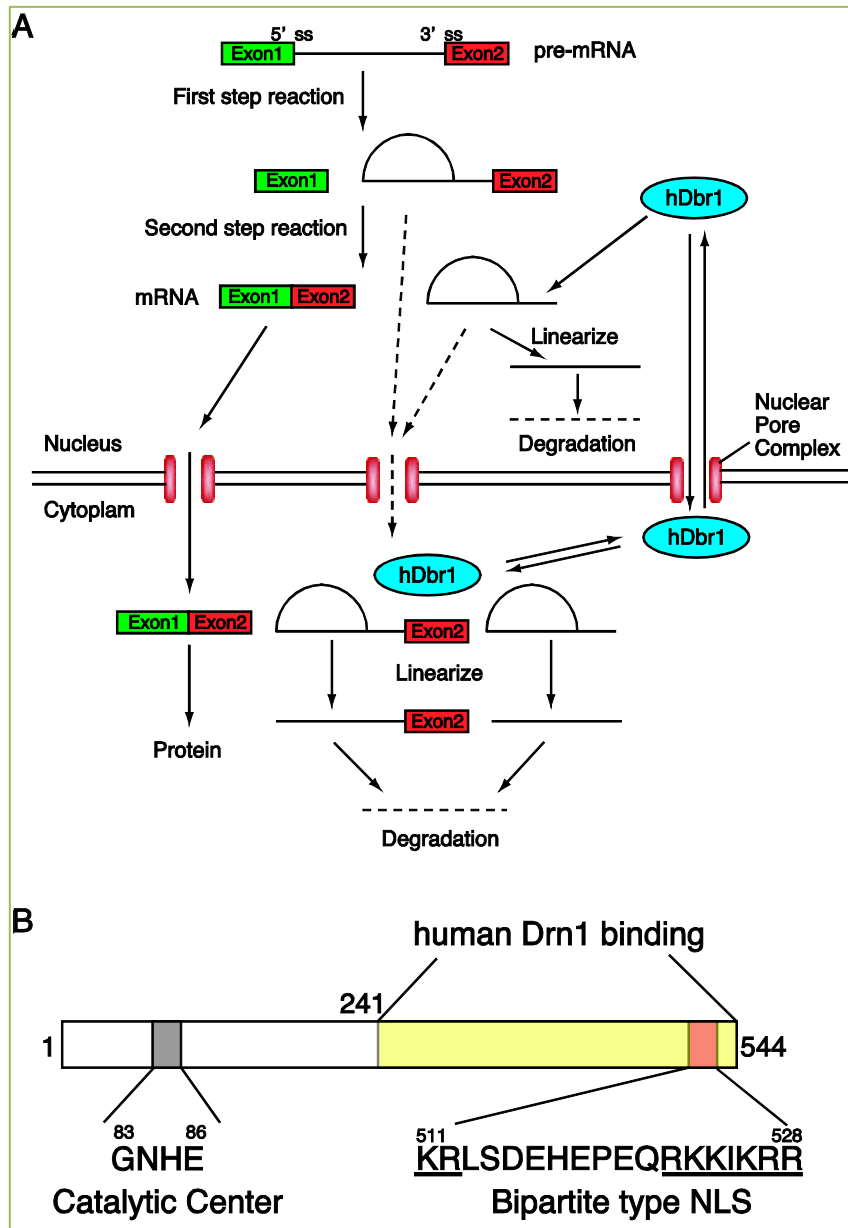 A
5' ss
3' ss
Exon1
Exon2
pre-mRNA
First step reaction
Exon1
Exon2
hDbr1
Second step reaction
mRNA
Exon1
Exon2
Linearize
Nuclear
Pore
Complex
Degradation
Nucleus
Cytoplam
hDbr1
hDbr1
Exon1
Exon2
Exon2
Linearize
Exon2
Protein
Degradation
B
human Drn1 binding
241
1
544
83
86
GNHE
Catalytic Center
511
528
KRLSDEHEPEQRKKIKRR
Bipartite type NLS